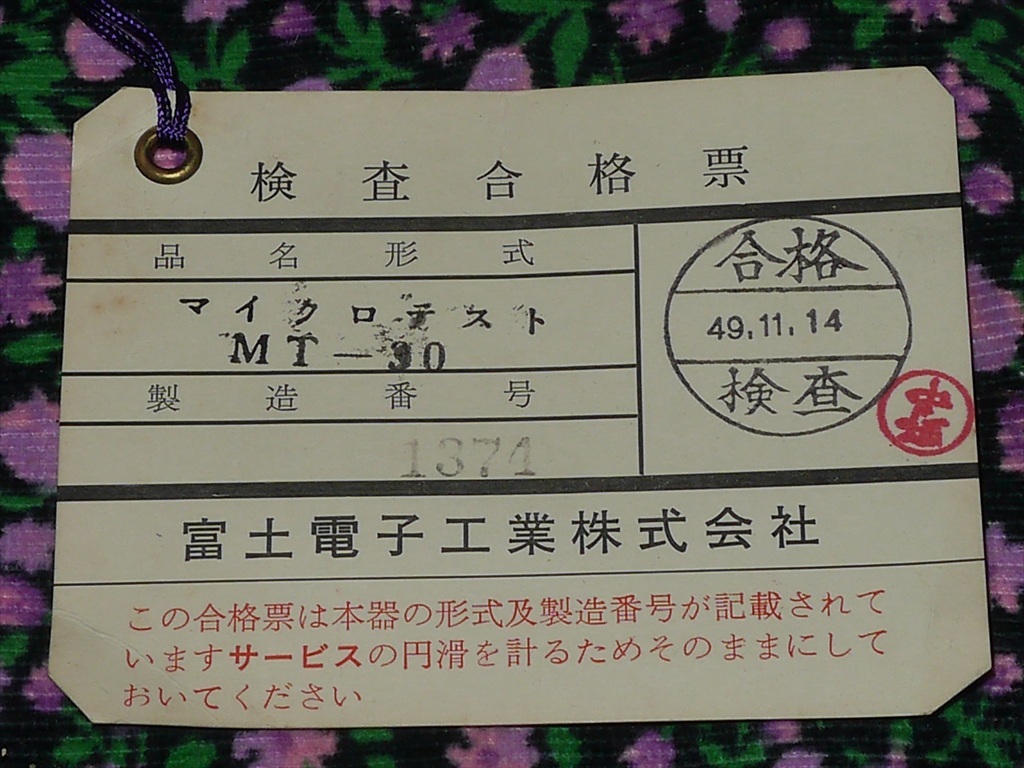 検査合格票
品名形式
マイクロテスト
MT-30
製造番号
1374
合格
49.11.14
検査
富士電子工業株式会社
この合格票は本器の形式及製造番号が記載されて
いますサービスの円滑を計るためそのままにして
おいてください